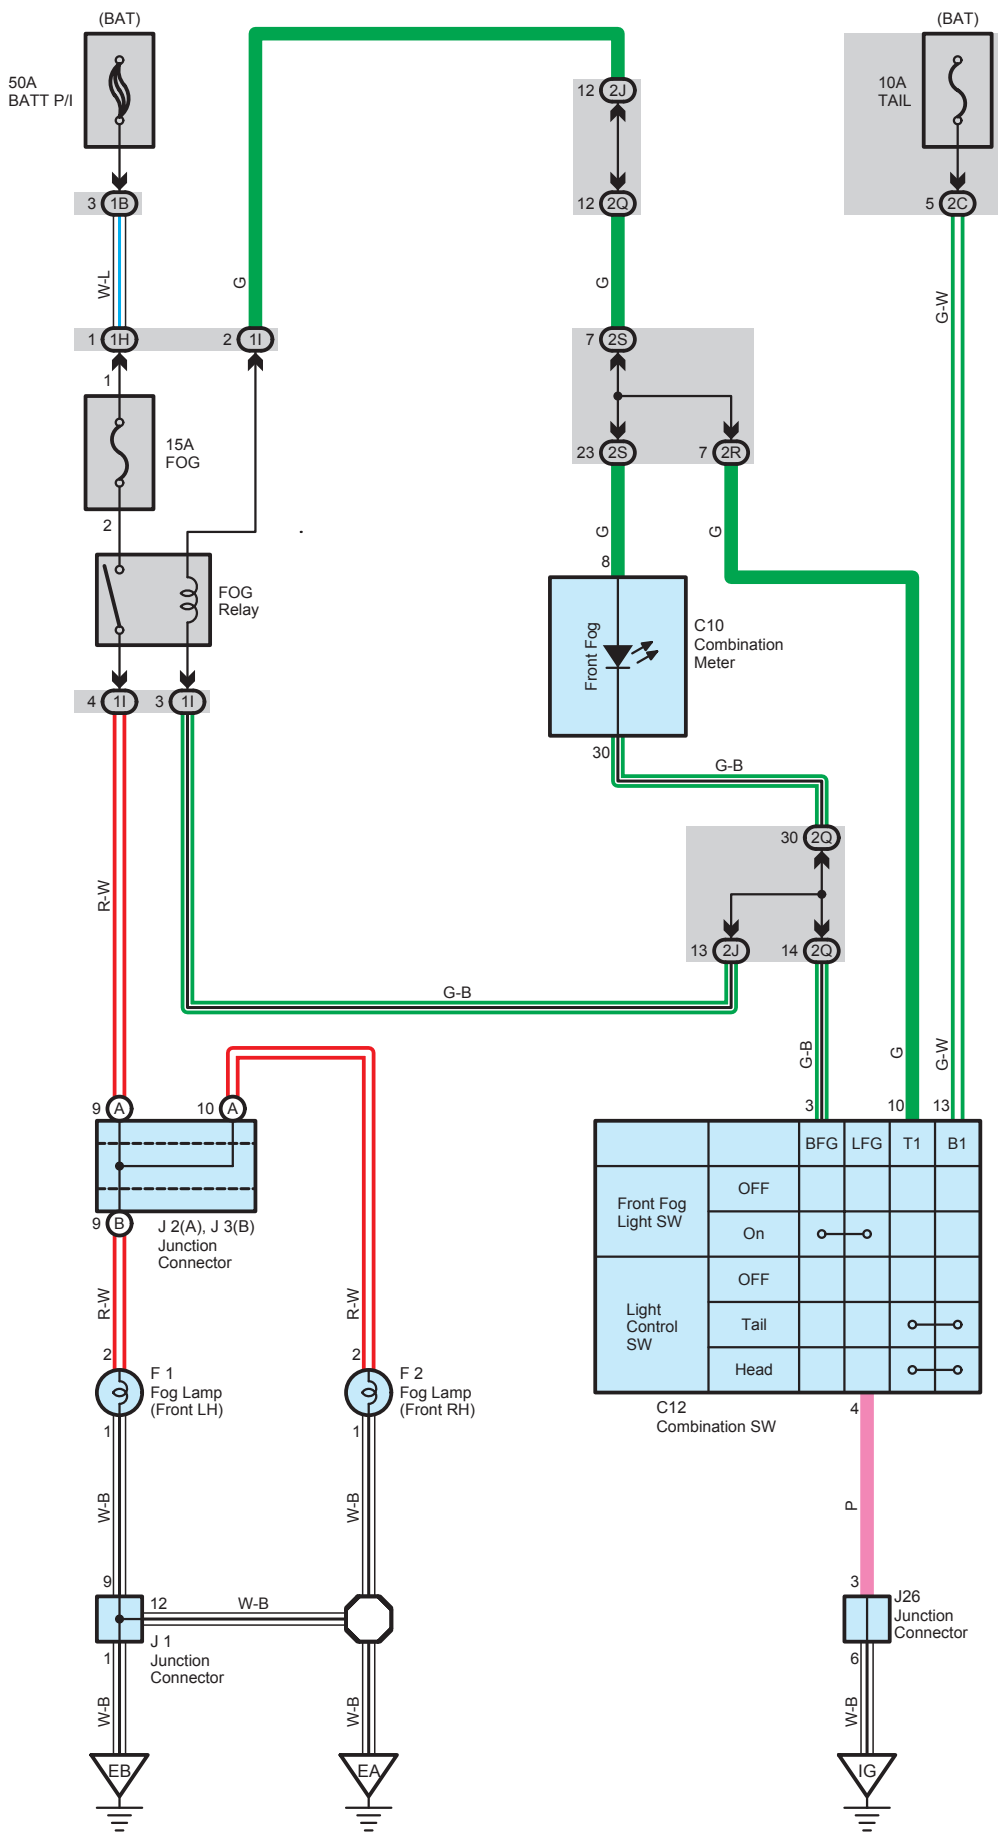 (BAT)
(BAT)
50A
BATT P/I
12 2J
10A
TAIL
3 1B
12 2Q
5 2C
W-L
G
G
G-W
1 1H
2 1I
7 2S
1
15A
FOG
23 2S
7 2R
2
G
G
8
FOG
Relay
Front Fog
C10
Combination
Meter
4 1I
3 1I
30
G-B
30 2Q
R-W
13 2J
14 2Q
G-B
G-B
G
G-W
9 A
10 A
3
10
13
BFG LFG T1 B1
Front Fog
Light SW
OFF
On
9 B
J 2(A), J 3(B)
Junction
Connector
Light
Control
SW
OFF
Tail
Head
R-W
R-W
2
F 1
Fog Lamp
(Front LH)
2
F 2
Fog Lamp
(Front RH)
C12
Combination SW
4
1
1
W-B
W-B
P
9
12
W-B
3
J26
Junction
Connector
J 1
Junction
Connector
1
6
W-B
W-B
W-B
EB
EA
IG